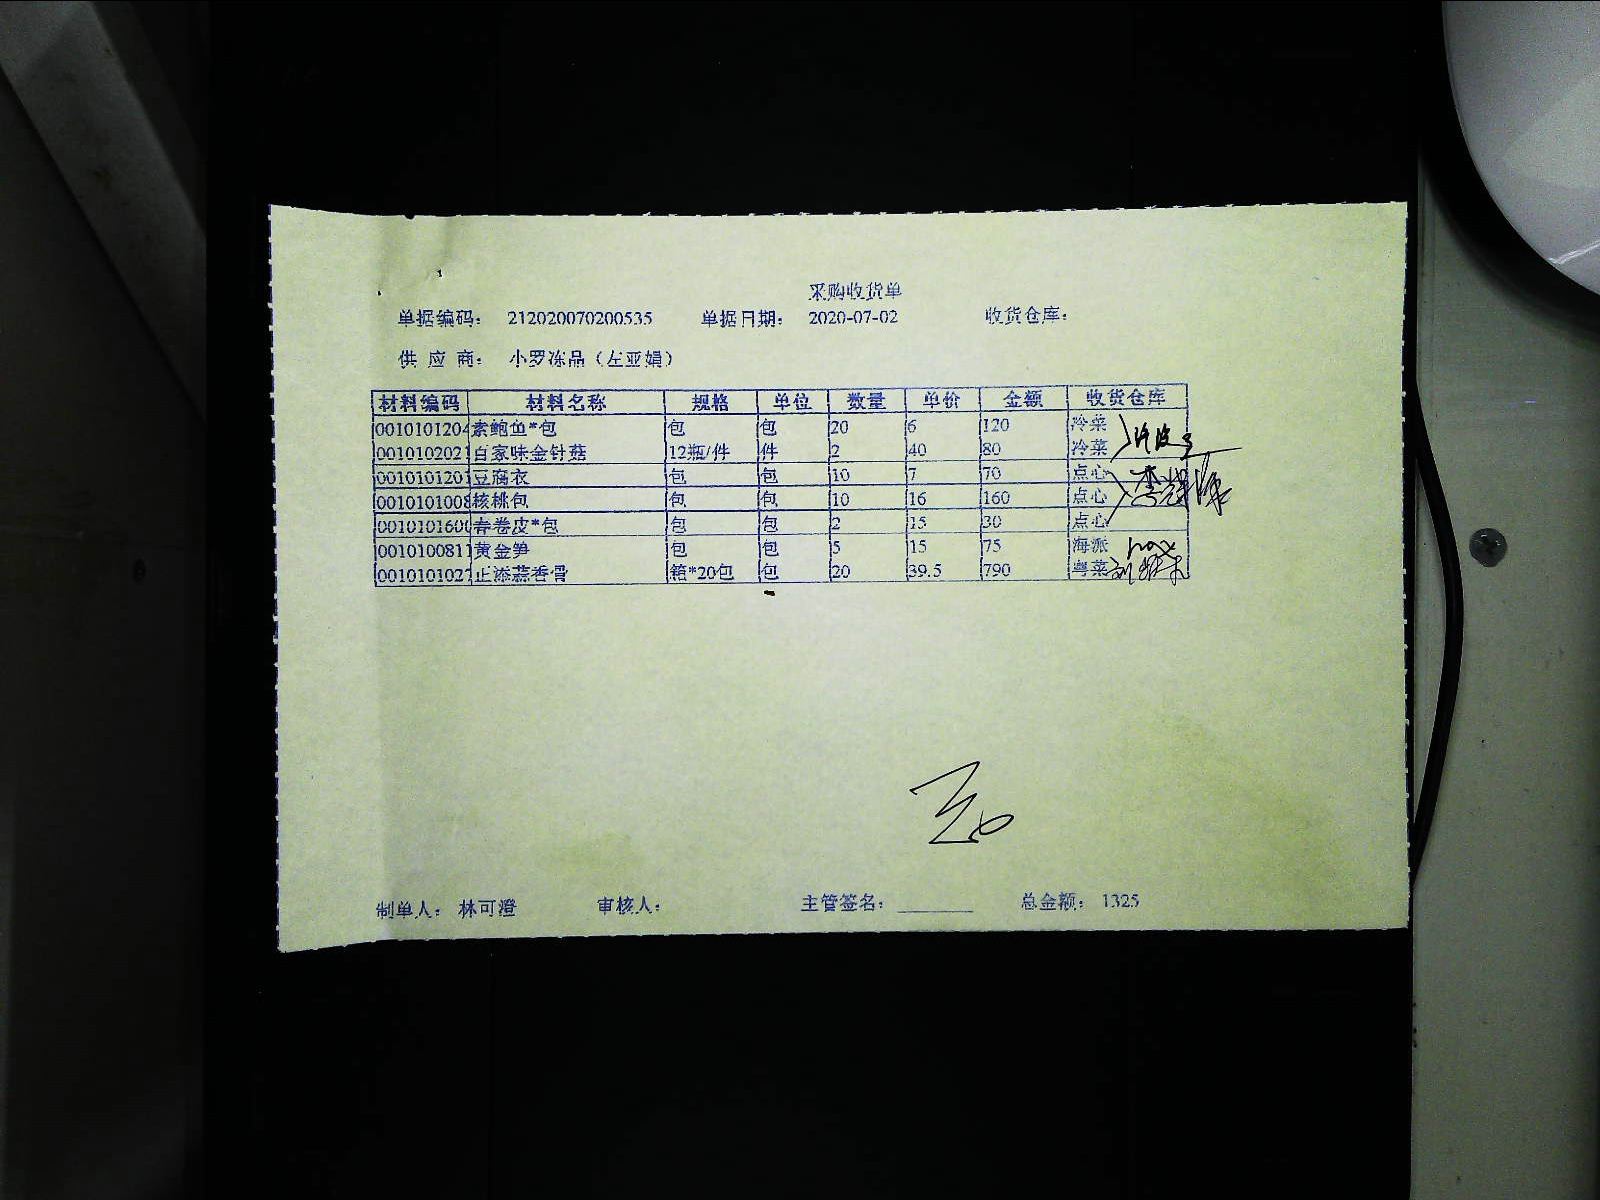 采购收货单
单据编码： 212020070200535 单据日期： 2020-07-02 收货仓库：
供 应 商： 小罗冻品（左亚娟）
材料编码 材料名称 规格 单位 数量 单价 金额 收货仓库
0010101204 素鲍鱼*包 包 包 20 6 120 冷菜
0010102021 百家味金针菇 12瓶/件 件 2 40 80 冷菜
0010101201 豆腐衣 包 包 10 7 70 点心
0010101008 核桃包 包 包 10 16 160 点心
0010101600 春卷皮*包 包 包 2 15 30 点心
0010100811 黄金笋 包 包 5 15 75 海派
0010101027 正添蒜香骨 箱*20包 包 20 39.5 790 粤菜
制单人： 林可澄 审核人： 主管签名： 总金额： 1325